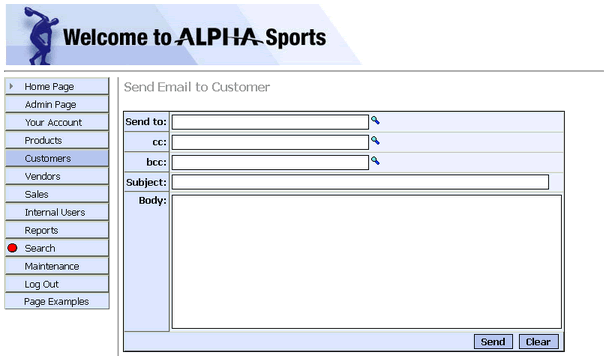 Welcome to ALPHA Sports
Home Page
Admin Page
Your Account
Products
Customers
Vendors
Sales
Internal Users
Reports
Search
Maintenance
Log Out
Page Examples
Send Email to Customer
Send to:
cc:
bcc:
Subject:
Body:
Send Clear